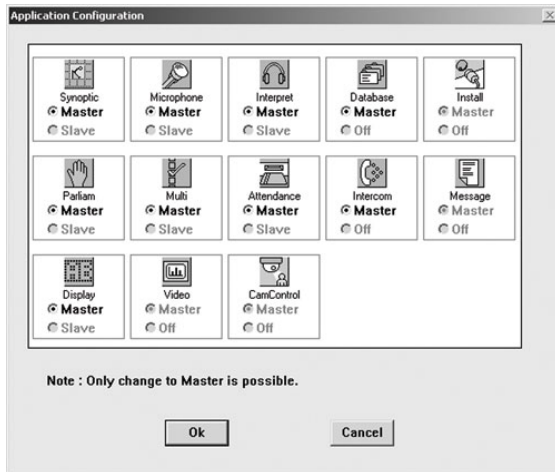 Application Configuration
Synoptic Microphone Interpret Database Install
Master Master Master Master Master
Slave Slave Slave Off Off
Parliam Multi Attendance Intercom Message
Master Master Master Master Master
Slave Slave Slave Off Off
Display Video CamControl
Master Master Master
Slave Off Off
Note : Only change to Master is possible.
Ok Cancel